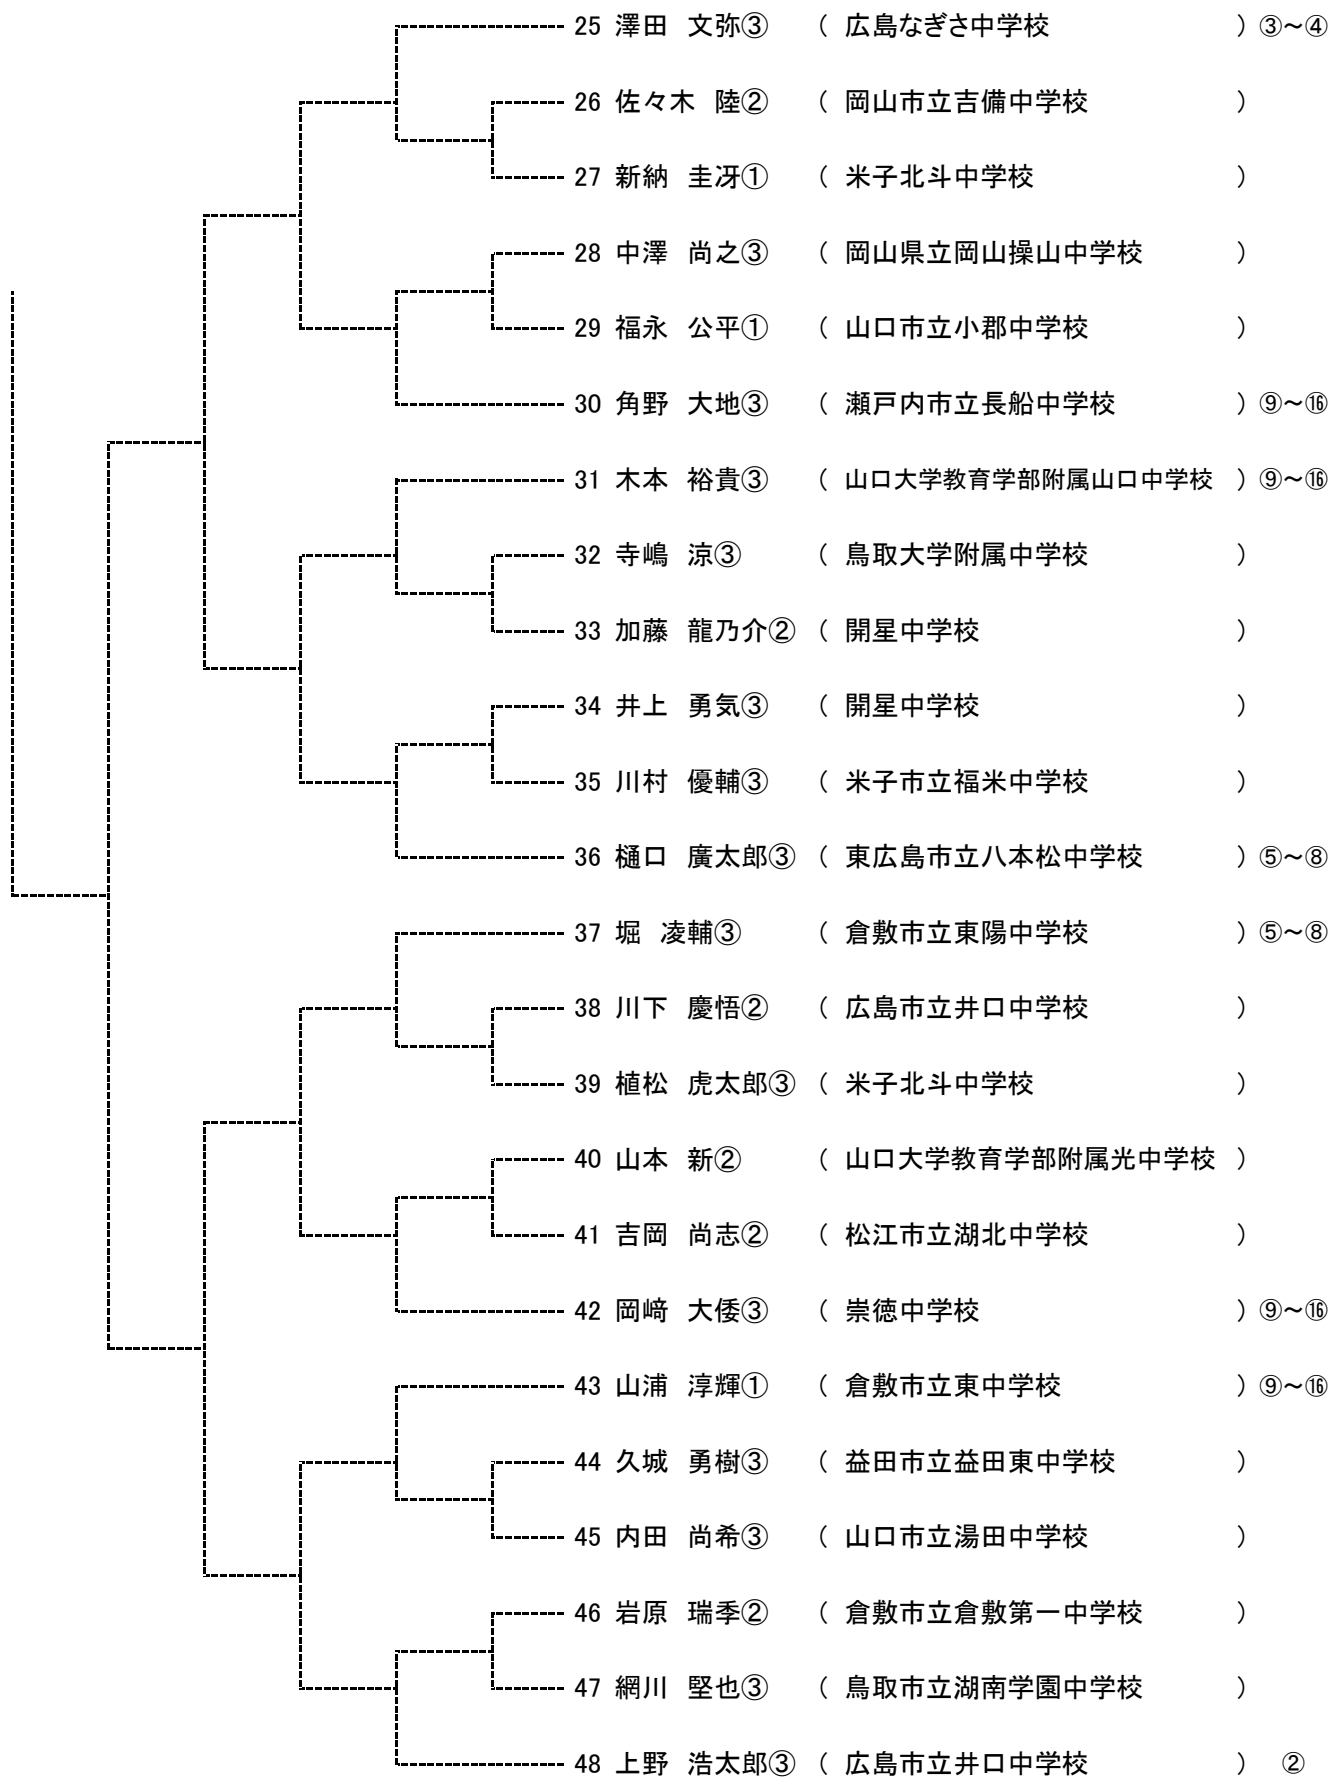 25 澤田 文弥③ （ 広島なぎさ中学校 ） ③～④
26 佐々木 陸② （ 岡山市立吉備中学校 ）
27 新納 圭冴① （ 米子北斗中学校 ）
28 中澤 尚之③ （ 岡山県立岡山操山中学校 ）
29 福永 公平① （ 山口市立小郡中学校 ）
30 角野 大地③ （ 瀬戸内市立長船中学校 ） ⑨～⑯
31 木本 裕貴③ （ 山口大学教育学部附属山口中学校 ） ⑨～⑯
32 寺嶋 涼③ （ 鳥取大学附属中学校 ）
33 加藤 龍乃介② （ 開星中学校 ）
34 井上 勇気③ （ 開星中学校 ）
35 川村 優輔③ （ 米子市立福米中学校 ）
36 樋口 廣太郎③ （ 東広島市立八本松中学校 ） ⑤～⑧
37 堀 凌輔③ （ 倉敷市立東陽中学校 ） ⑤～⑧
38 川下 慶悟② （ 広島市立井口中学校 ）
39 植松 虎太郎③ （ 米子北斗中学校 ）
40 山本 新② （ 山口大学教育学部附属光中学校 ）
41 吉岡 尚志② （ 松江市立湖北中学校 ）
42 岡﨑 大倭③ （ 崇徳中学校 ） ⑨～⑯
43 山浦 淳輝① （ 倉敷市立東中学校 ） ⑨～⑯
44 久城 勇樹③ （ 益田市立益田東中学校 ）
45 内田 尚希③ （ 山口市立湯田中学校 ）
46 岩原 瑞季② （ 倉敷市立倉敷第一中学校 ）
47 網川 堅也③ （ 鳥取市立湖南学園中学校 ）
48 上野 浩太郎③ （ 広島市立井口中学校 ） ②